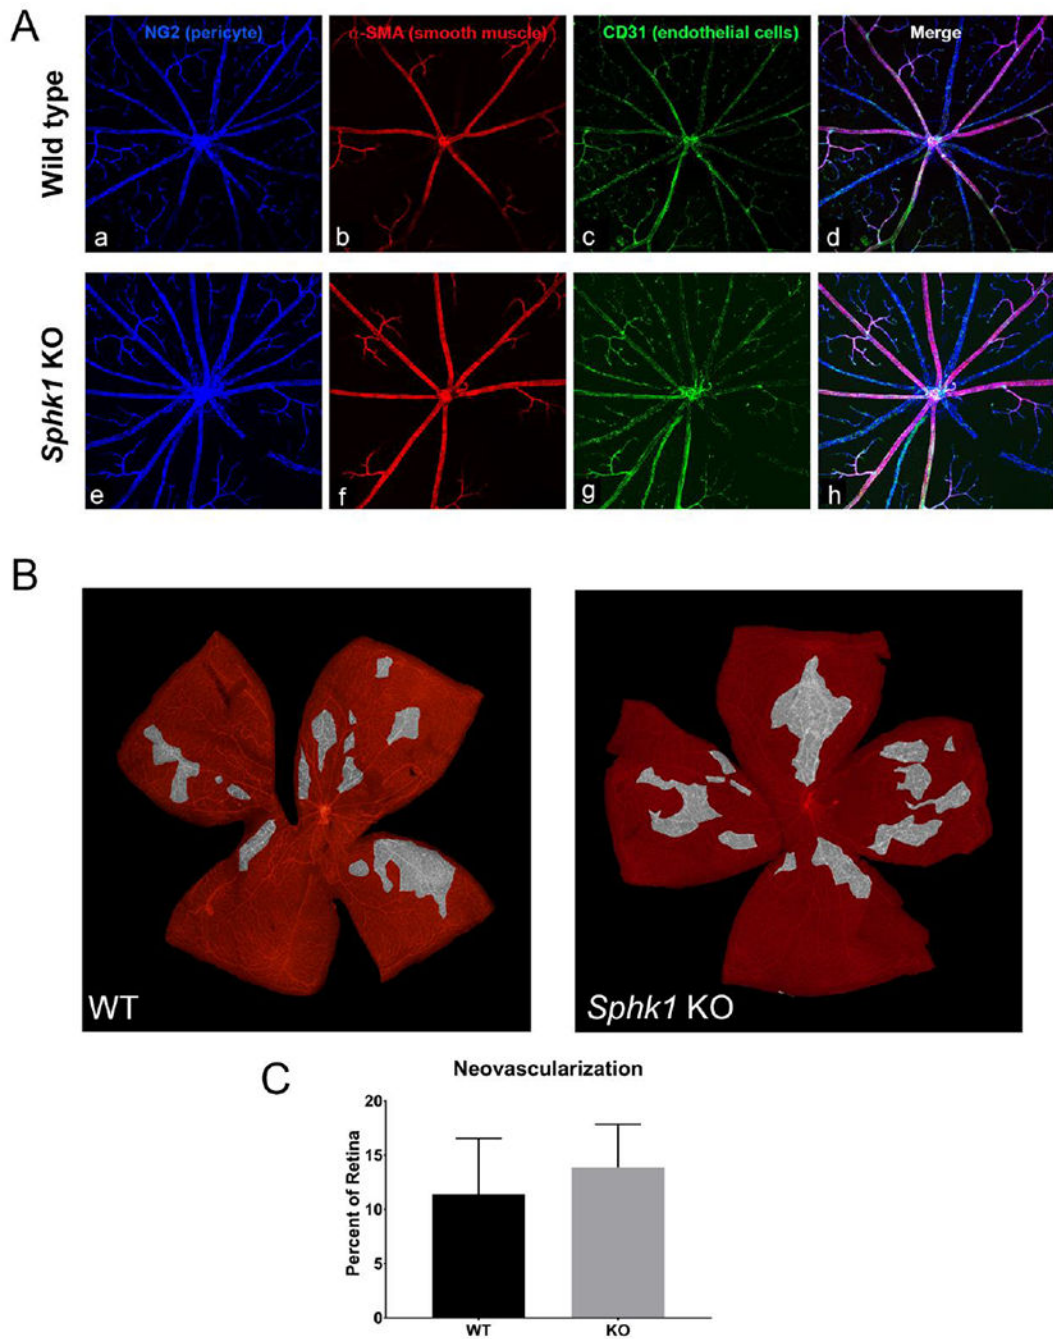 A
NG2 (pericyte)
α-SMA (smooth muscle)
CD31 (endothelial cells)
Merge
Wild type
a
b
c
d
Sphk1 KO
e
f
g
h
B
WT
Sphk1 KO
C
Neovascularization
Percent of Retina
20
15
10
5
0
WT
KO